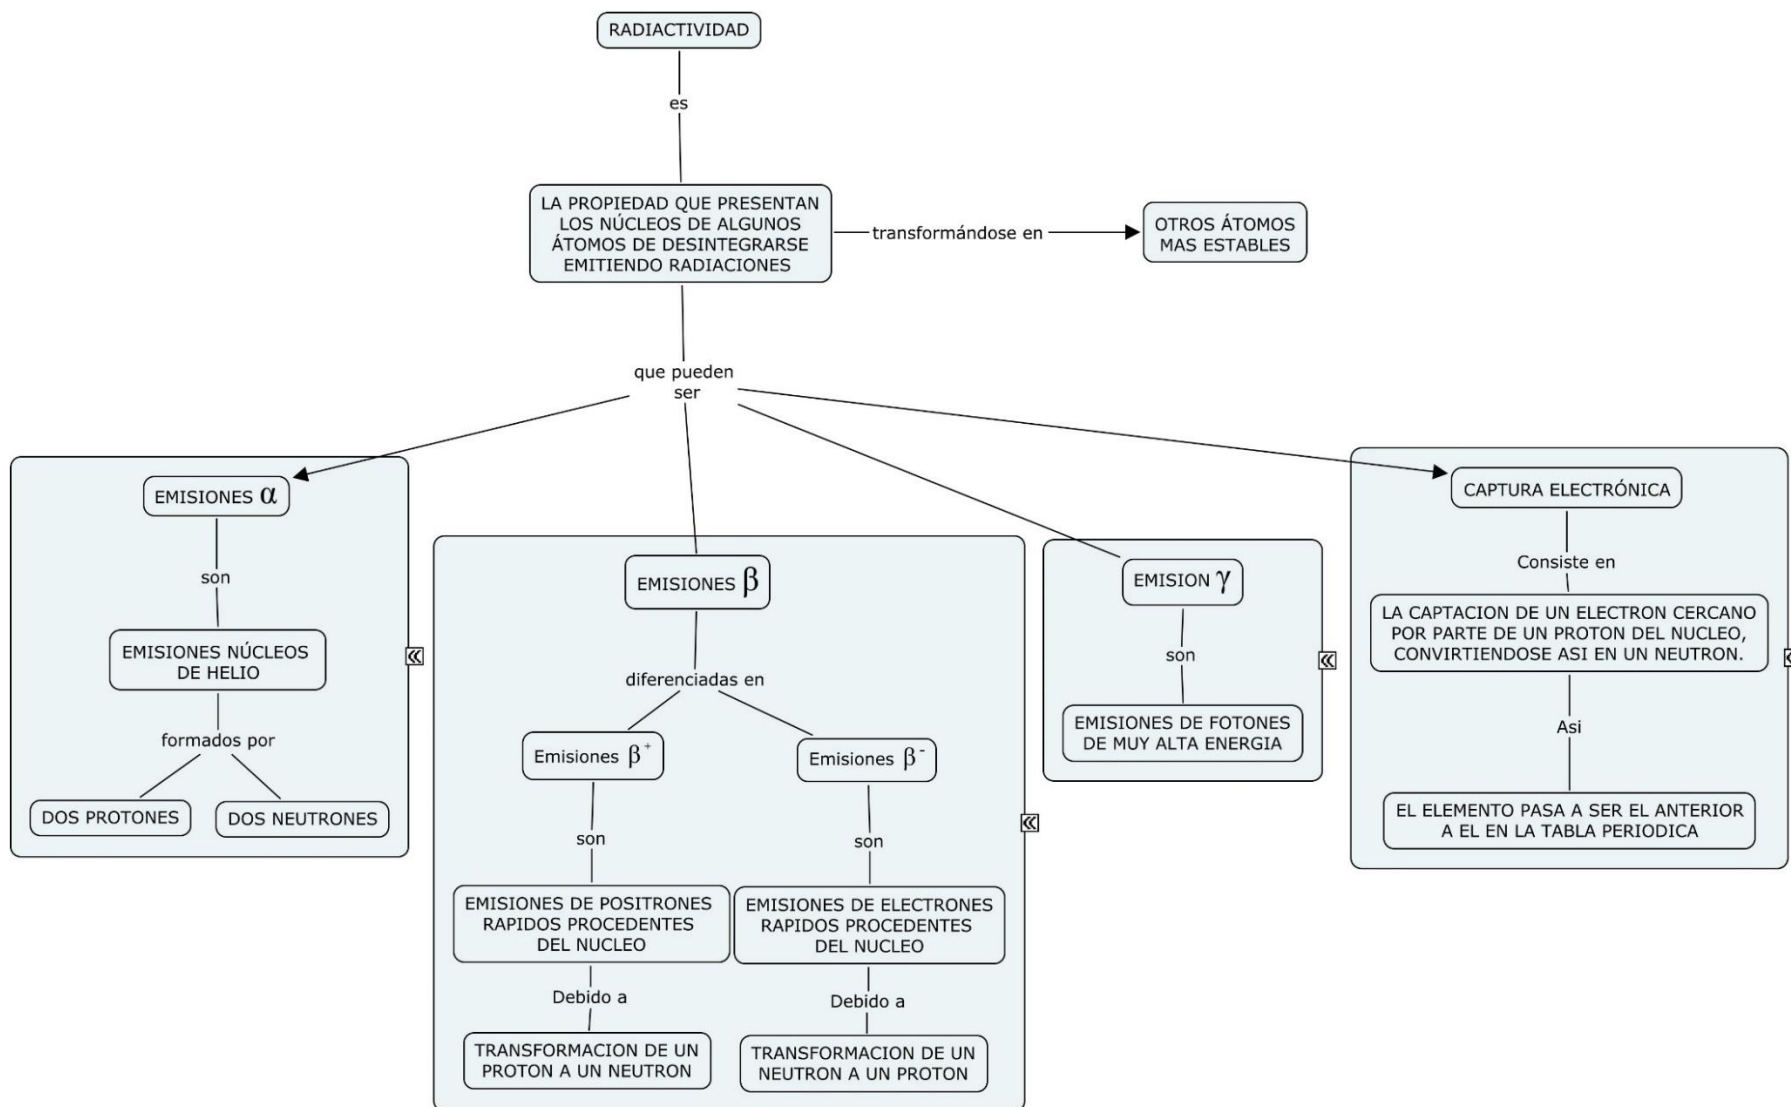 RADIACTIVIDAD
es
LA PROPIEDAD QUE PRESENTAN
LOS NÚCLEOS DE ALGUNOS
ÁTOMOS DE DESINTEGRARSE
EMITIENDO RADIACIONES
transformándose en
OTROS ÁTOMOS
MAS ESTABLES
que pueden
ser
EMISIONES α
son
EMISIONES NÚCLEOS
DE HELIO
formados por
DOS PROTONES
DOS NEUTRONES
EMISIONES β
diferenciadas en
Emisiones β⁺
son
EMISIONES DE POSITRONES
RAPIDOS PROCEDENTES
DEL NUCLEO
Debido a
TRANSFORMACION DE UN
PROTON A UN NEUTRON
Emisiones β⁻
son
EMISIONES DE ELECTRONES
RAPIDOS PROCEDENTES
DEL NUCLEO
Debido a
TRANSFORMACION DE UN
NEUTRON A UN PROTON
EMISION γ
son
EMISIONES DE FOTONES
DE MUY ALTA ENERGIA
CAPTURA ELECTRÓNICA
Consiste en
LA CAPTACION DE UN ELECTRON CERCANO
POR PARTE DE UN PROTON DEL NUCLEO,
CONVIRTIENDOSE ASI EN UN NEUTRON.
Asi
EL ELEMENTO PASA A SER EL ANTERIOR
A EL EN LA TABLA PERIODICA